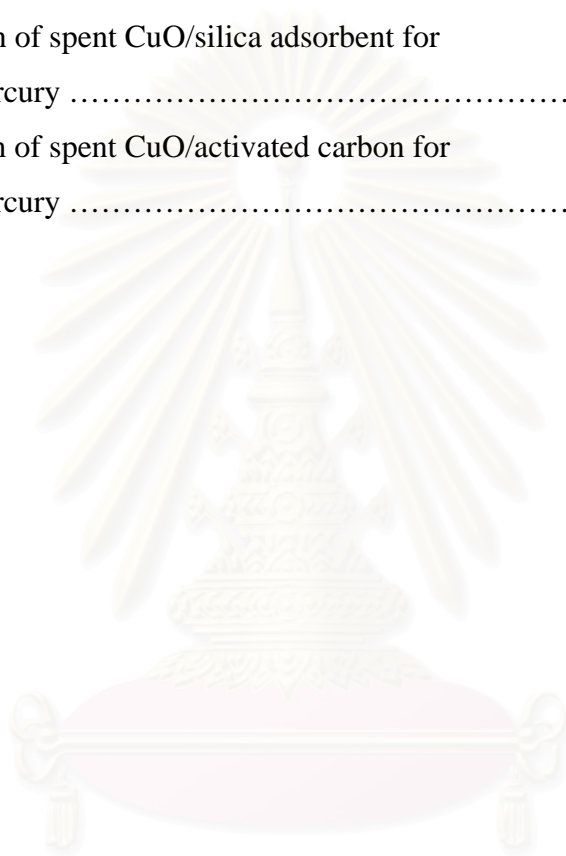 n of spent CuO/silica adsorbent for
rcury ……………………………………………
n of spent CuO/activated carbon for
rcury ……………………………………………